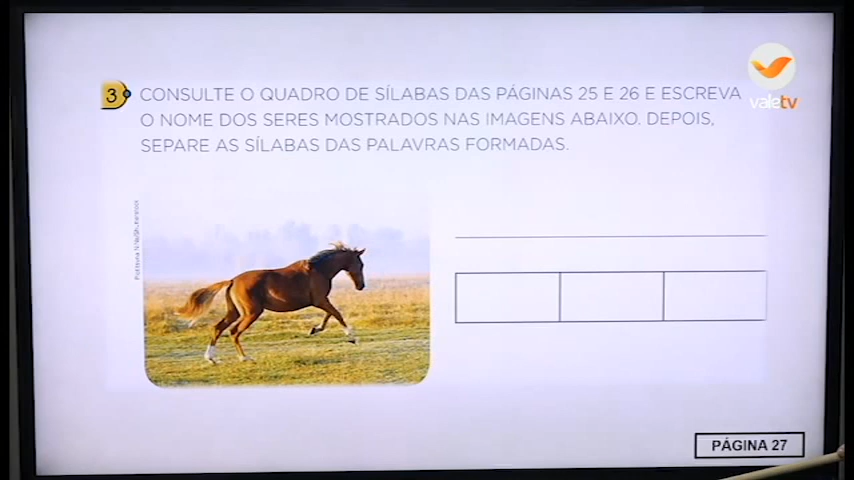 valetv
3 CONSULTE O QUADRO DE SÍLABAS DAS PÁGINAS 25 E 26 E ESCREVA
O NOME DOS SERES MOSTRADOS NAS IMAGENS ABAIXO. DEPOIS,
SEPARE AS SÍLABAS DAS PALAVRAS FORMADAS.
PÁGINA 27